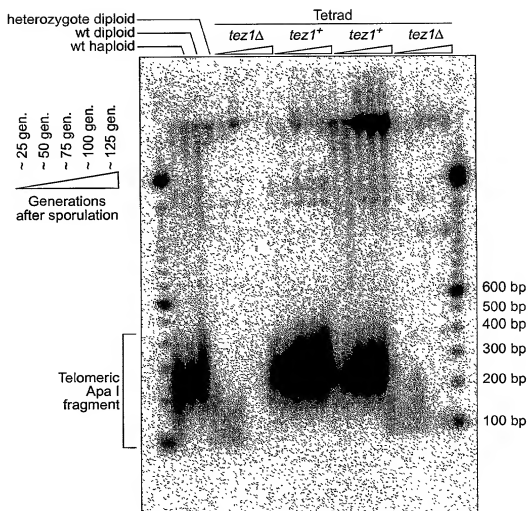 heterozygote diploid
wt diploid
wt haploid
Tetrad
tez1Δ tez1+ tez1+ tez1Δ
~ 25 gen.
~ 50 gen.
~ 75 gen.
~ 100 gen.
~ 125 gen.
Generations
after sporulation
600 bp
500 bp
400 bp
300 bp
200 bp
100 bp
Telomeric
Apa I
fragment